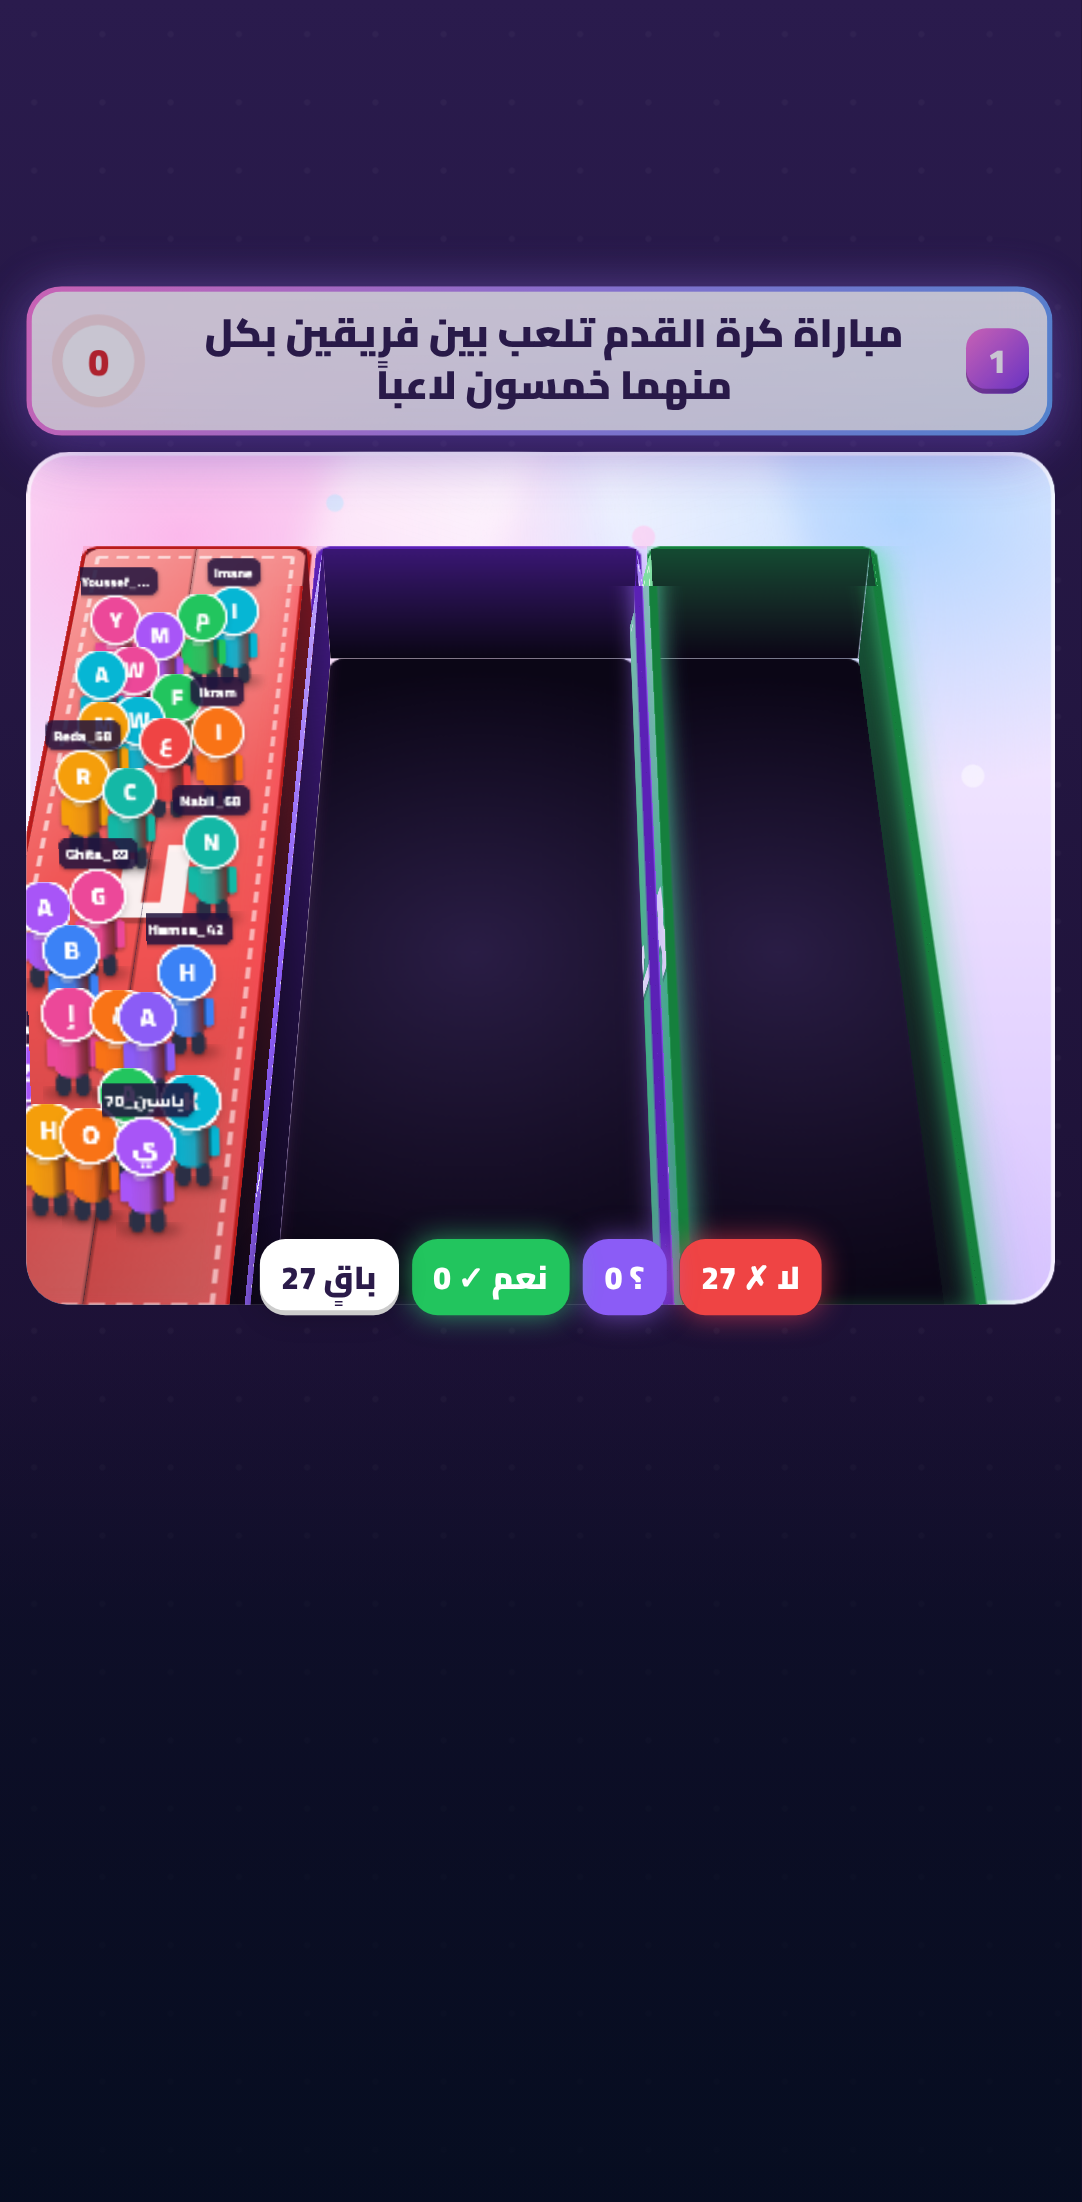 1
مباراة كرة القدم تلعب بين فريقين بكل
منهما خمسون لاعباً
0
Youssef_...
Imane
Y
M
م
I
A
W
F
Ikram
W
ع
I
Reda_58
R
C
Nabil_68
N
Ghita_
A
G
B
Hamza_42
H
إ
A
ياسين_70
H
O
ي
لا ✗ 27
؟ 0
نعم ✓ 0
باقٍ 27